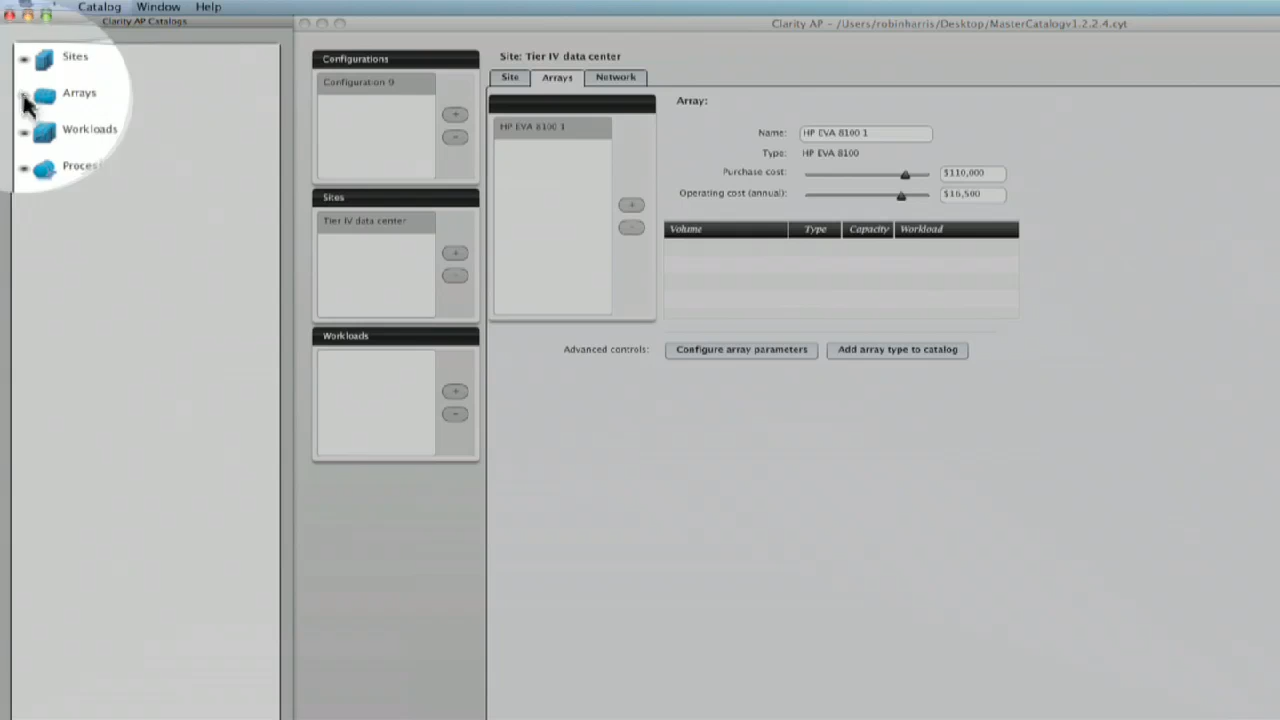 Catalog Window Help
Clarity AP Catalogs
Clarity AP - /Users/robinharris/Desktop/MasterCatalogv1.2.2.4.cyt
Sites
Arrays
Workloads
Configurations
Configuration 9
+
-
Sites
Tier IV data center
+
-
Workloads
+
-
Site: Tier IV data center
Site Arrays Network
HP EVA 8100 1
+
-
Array:
Name: HP EVA 8100 1
Type: HP EVA 8100
Purchase cost: $110,000
Operating cost (annual): $16,500
Volume Type Capacity Workload
Advanced controls: Configure array parameters Add array type to catalog